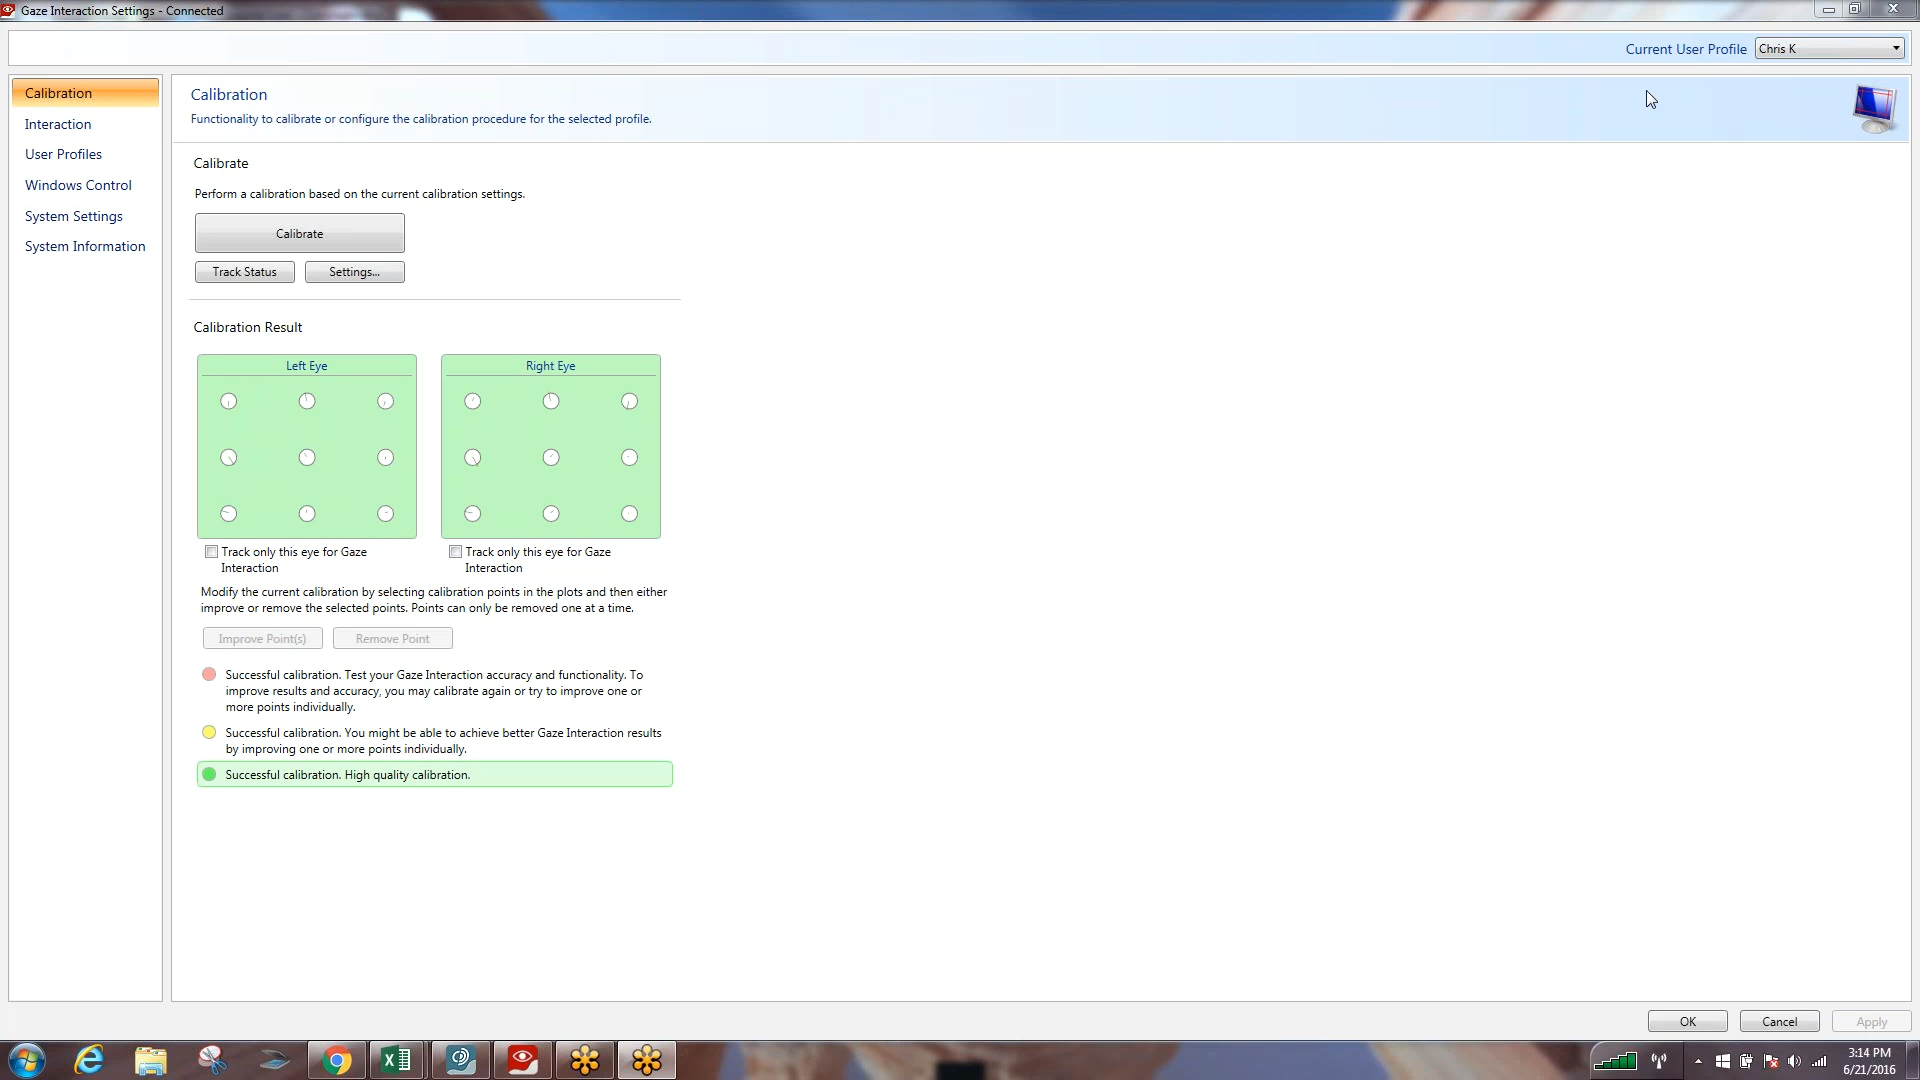 Gaze Interaction Settings - Connected
Current User Profile Chris K
Calibration
Interaction
User Profiles
Windows Control
System Settings
System Information
Calibration
Functionality to calibrate or configure the calibration procedure for the selected profile.
Calibrate
Perform a calibration based on the current calibration settings.
Calibrate
Track Status Settings...
Calibration Result
Left Eye Right Eye
Track only this eye for Gaze
Interaction
Track only this eye for Gaze
Interaction
Modify the current calibration by selecting calibration points in the plots and then either
improve or remove the selected points. Points can only be removed one at a time.
Improve Point(s) Remove Point
Successful calibration. Test your Gaze Interaction accuracy and functionality. To
improve results and accuracy, you may calibrate again or try to improve one or
more points individually.
Successful calibration. You might be able to achieve better Gaze Interaction results
by improving one or more points individually.
Successful calibration. High quality calibration.
OK Cancel Apply
3:14 PM
6/21/2016